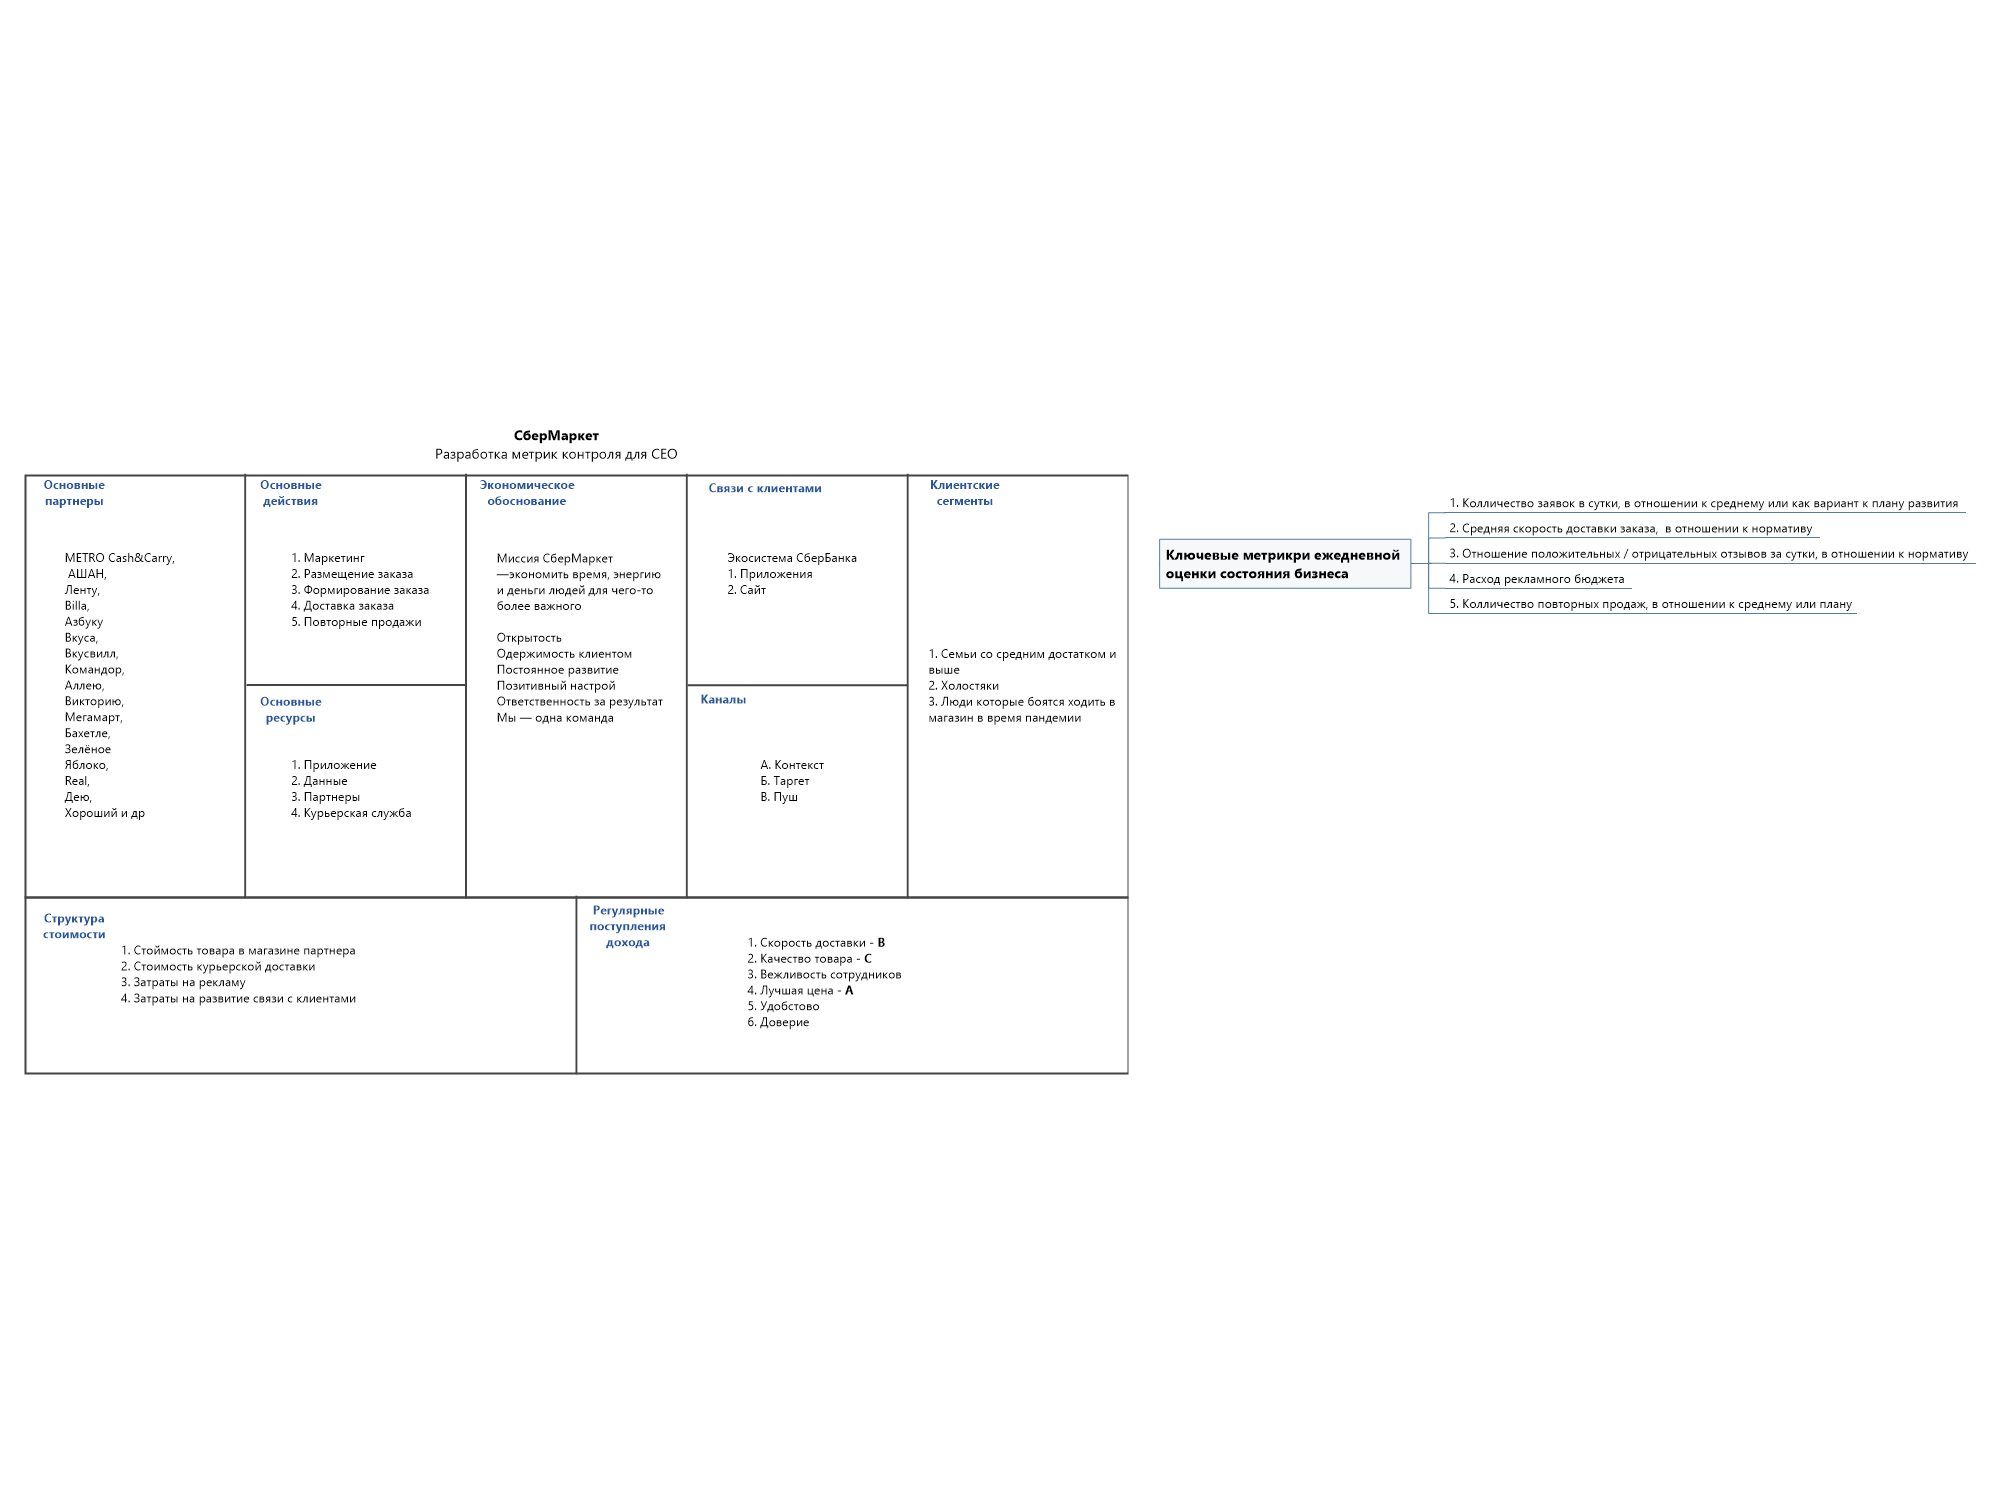 СберМаркет
Разработка метрик контроля для CEO
Основные
партнеры
METRO Cash&Carry,
АШАН,
Ленту,
Billa,
Азбуку
Вкуса,
Вкусвилл,
Командор,
Аллею,
Викторию,
Мегамарт,
Бахетле,
Зелёное
Яблоко,
Real,
Дею,
Хороший и др
Основные
действия
1. Маркетинг
2. Размещение заказа
3. Формирование заказа
4. Доставка заказа
5. Повторные продажи
Основные
ресурсы
1. Приложение
2. Данные
3. Партнеры
4. Курьерская служба
Экономическое
обоснование
Миссия СберМаркет
—экономить время, энергию
и деньги людей для чего-то
более важного
Открытость
Одержимость клиентом
Постоянное развитие
Позитивный настрой
Ответственность за результат
Мы — одна команда
Связи с клиентами
Экосистема СберБанка
1. Приложения
2. Сайт
Каналы
А. Контекст
Б. Таргет
В. Пуш
Клиентские
сегменты
1. Семьи со средним достатком и
выше
2. Холостяки
3. Люди которые боятся ходить в
магазин в время пандемии
Структура
стоимости
1. Стоймость товара в магазине партнера
2. Стоимость курьерской доставки
3. Затраты на рекламу
4. Затраты на развитие связи с клиентами
Регулярные
поступления
дохода
1. Скорость доставки - B
2. Качество товара - C
3. Вежливость сотрудников
4. Лучшая цена - A
5. Удобстово
6. Доверие
Ключевые метрикри ежедневной
оценки состояния бизнеса
1. Колличество заявок в сутки, в отношении к среднему или как вариант к плану развития
2. Средняя скорость доставки заказа, в отношении к нормативу
3. Отношение положительных / отрицательных отзывов за сутки, в отношении к нормативу
4. Расход рекламного бюджета
5. Колличество повторных продаж, в отношении к среднему или плану